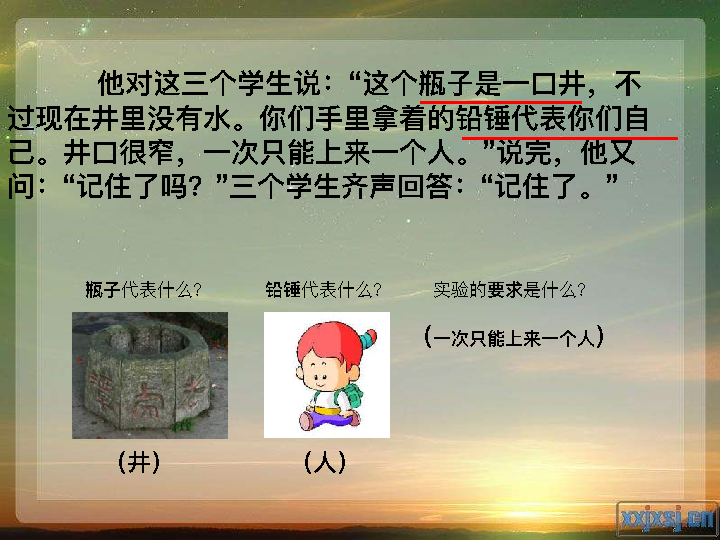 他对这三个学生说：“这个瓶子是一口井，不
过现在井里没有水。你们手里拿着的铅锤代表你们自
己。井口很窄，一次只能上来一个人。”说完，他又
问：“记住了吗？”三个学生齐声回答：“记住了。”
瓶子代表什么？ 铅锤代表什么？ 实验的要求是什么？
（一次只能上来一个人）
（井） （人）
xxjxsj.cn